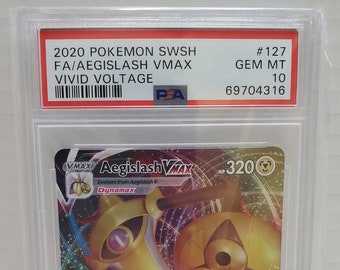 2020 POKEMON SWSH #127
FA/AEGISLASH VMAX GEM MT
VIVID VOLTAGE 10
PSA 69704316
VMAX Aegislash VMAX HP 320
Evolves from Aegislash V
Dynamax